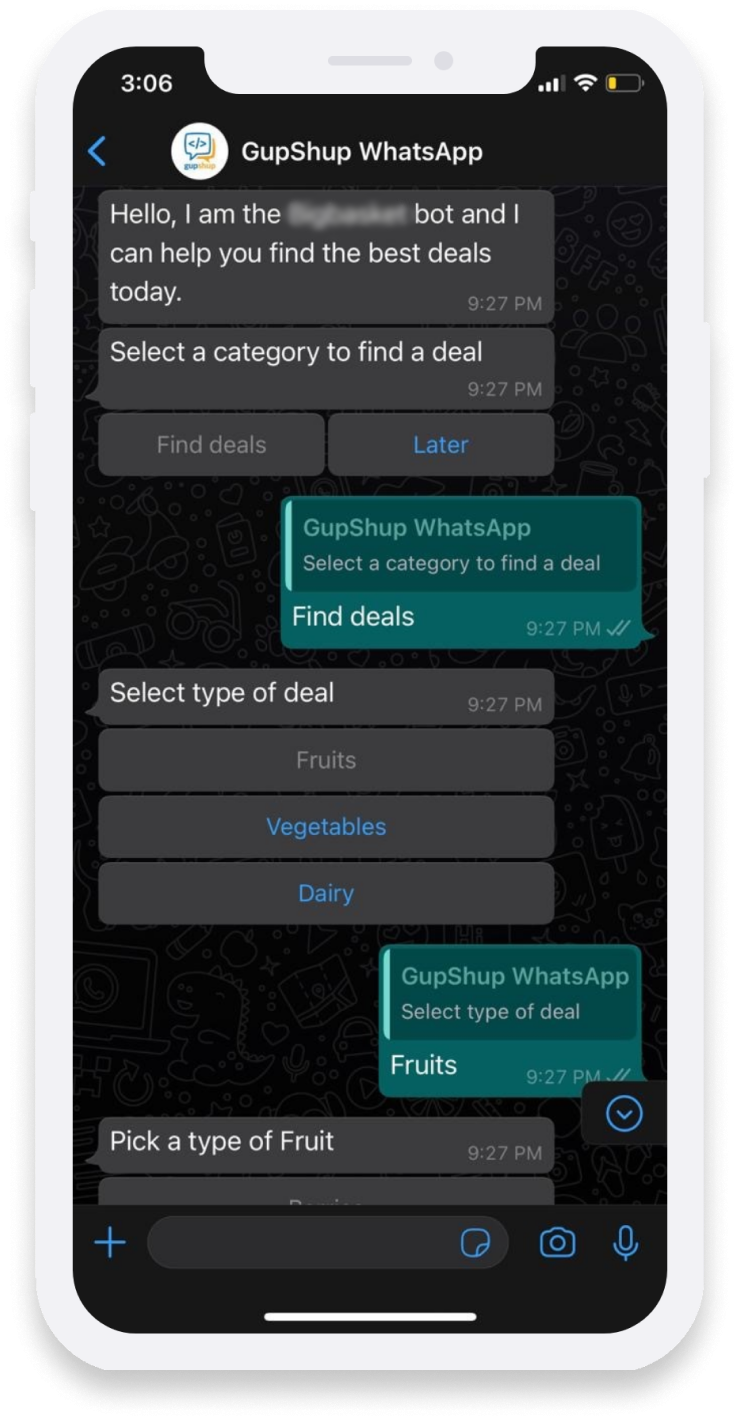 3:06
</>
gupshup
GupShup WhatsApp
Hello, I am the bot and I
can help you find the best deals
today.
9:27 PM
Select a category to find a deal
9:27 PM
Find deals
Later
GupShup WhatsApp
Select a category to find a deal
Find deals
9:27 PM
Select type of deal
9:27 PM
Fruits
Vegetables
Dairy
GupShup WhatsApp
Select type of deal
Fruits
9:27 PM
Pick a type of Fruit
9:27 PM